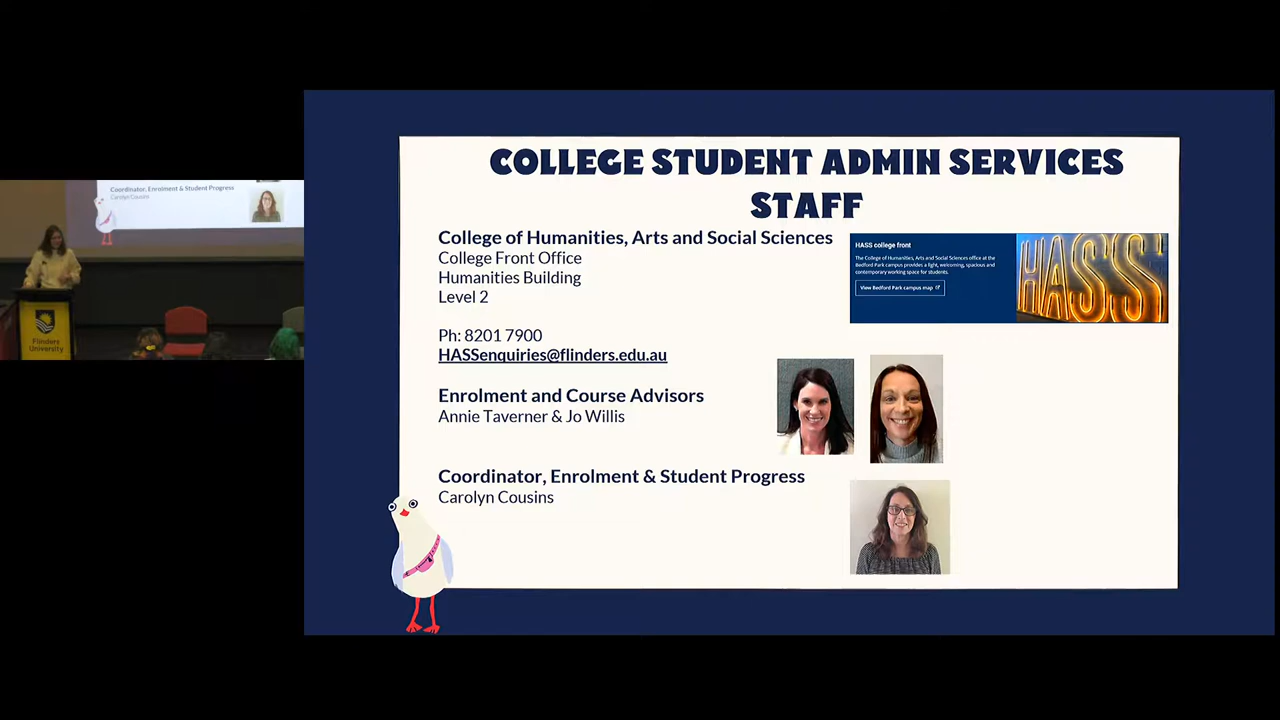 Coordinator, Enrolment & Student Progress
Carolyn Cousins
Flinders
University
COLLEGE STUDENT ADMIN SERVICES
STAFF
College of Humanities, Arts and Social Sciences
College Front Office
Humanities Building
Level 2
Ph: 8201 7900
HASSenquiries@flinders.edu.au
HASS college front
The College of Humanities, Arts and Social Sciences office at the
Bedford Park campus provides a light, welcoming, spacious and
contemporary working space for students.
View Bedford Park campus map
HASS
Enrolment and Course Advisors
Annie Taverner & Jo Willis
Coordinator, Enrolment & Student Progress
Carolyn Cousins